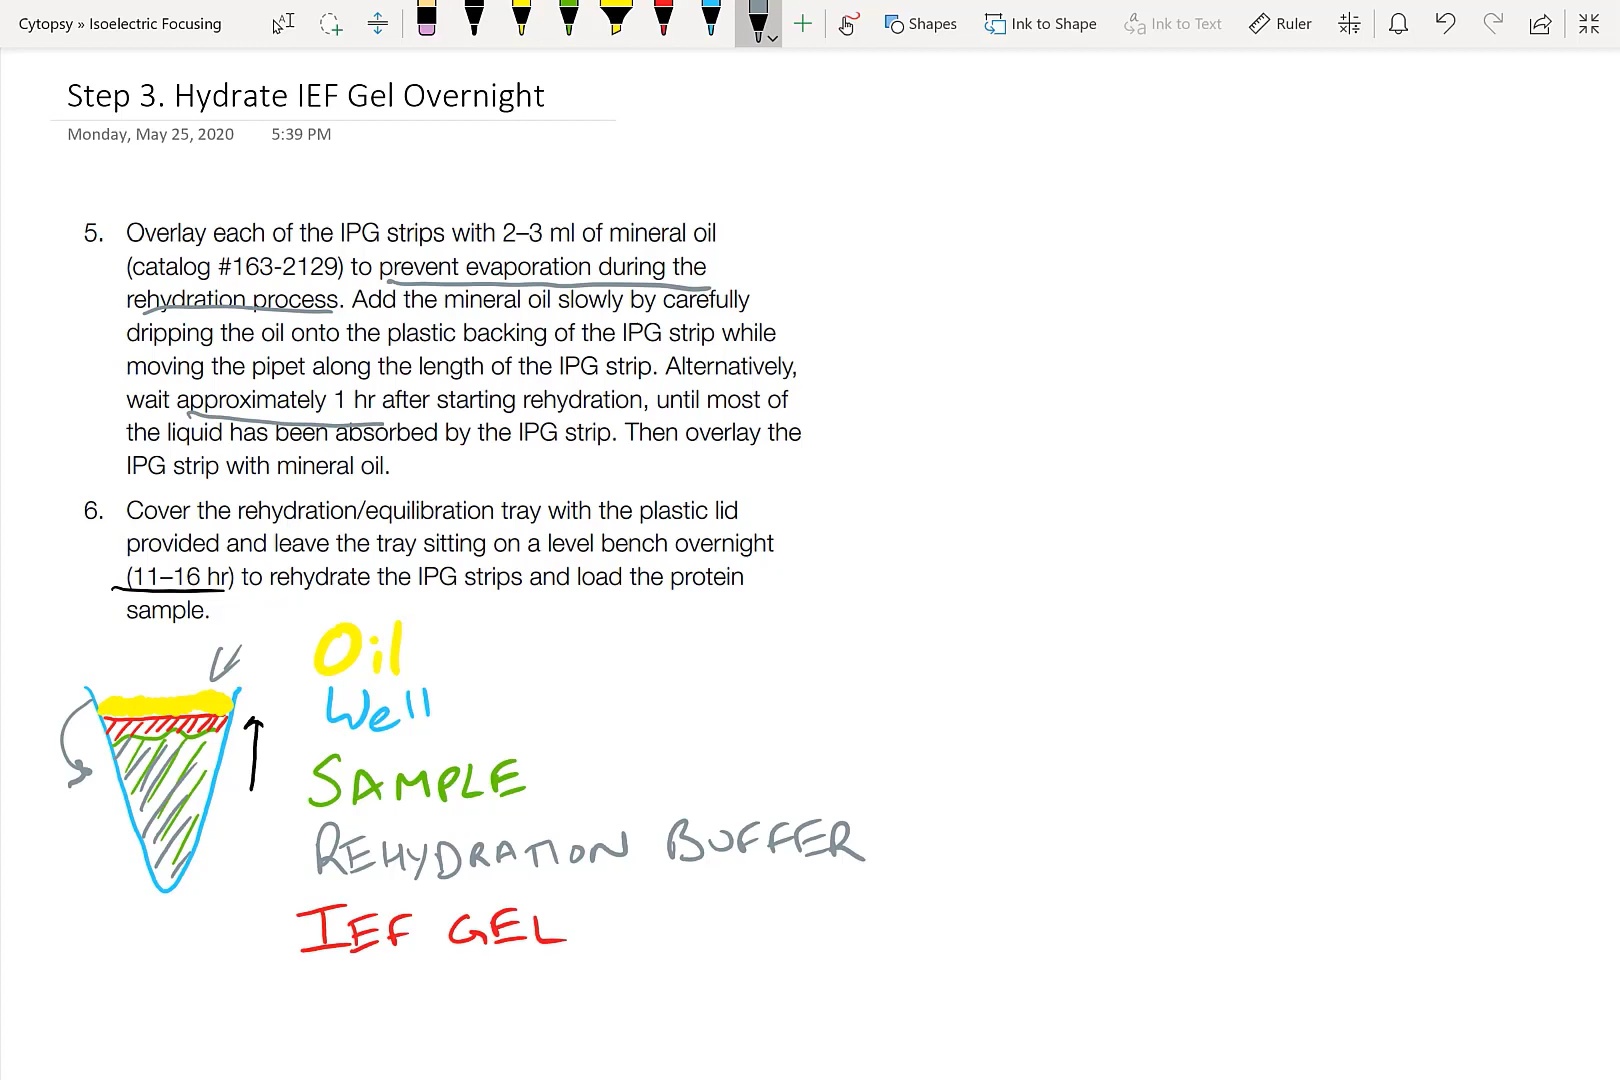 Cytopsy » Isoelectric Focusing
Shapes
Ink to Shape
Ink to Text
Ruler
Step 3. Hydrate IEF Gel Overnight
Monday, May 25, 2020 5:39 PM
5. Overlay each of the IPG strips with 2–3 ml of mineral oil
(catalog #163-2129) to prevent evaporation during the
rehydration process. Add the mineral oil slowly by carefully
dripping the oil onto the plastic backing of the IPG strip while
moving the pipet along the length of the IPG strip. Alternatively,
wait approximately 1 hr after starting rehydration, until most of
the liquid has been absorbed by the IPG strip. Then overlay the
IPG strip with mineral oil.
6. Cover the rehydration/equilibration tray with the plastic lid
provided and leave the tray sitting on a level bench overnight
(11–16 hr) to rehydrate the IPG strips and load the protein
sample.
Oil
Well
SAMPLE
REHYDRATION BUFFER
IEF GEL